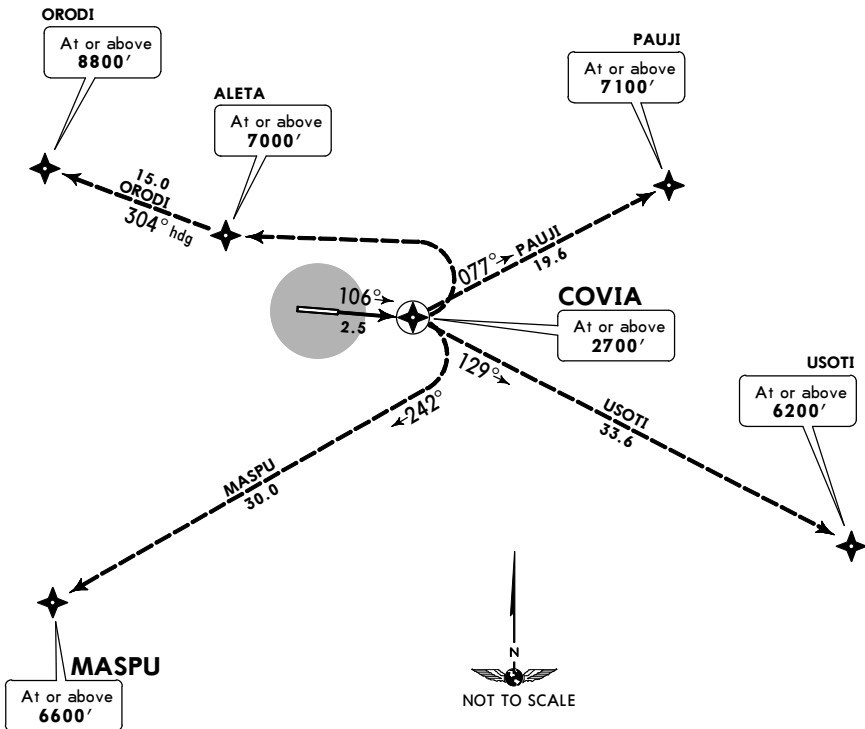 ORODI
At or above
8800′
PAUJI
At or above
7100′
ALETA
At or above
7000′
15.0
ORODI
304° hdg
077°
PAUJI
19.6
106°
2.5
COVIA
At or above
2700′
129°
USOTI
33.6
USOTI
At or above
6200′
242°
MASPU
30.0
MASPU
At or above
6600′
N
NOT TO SCALE